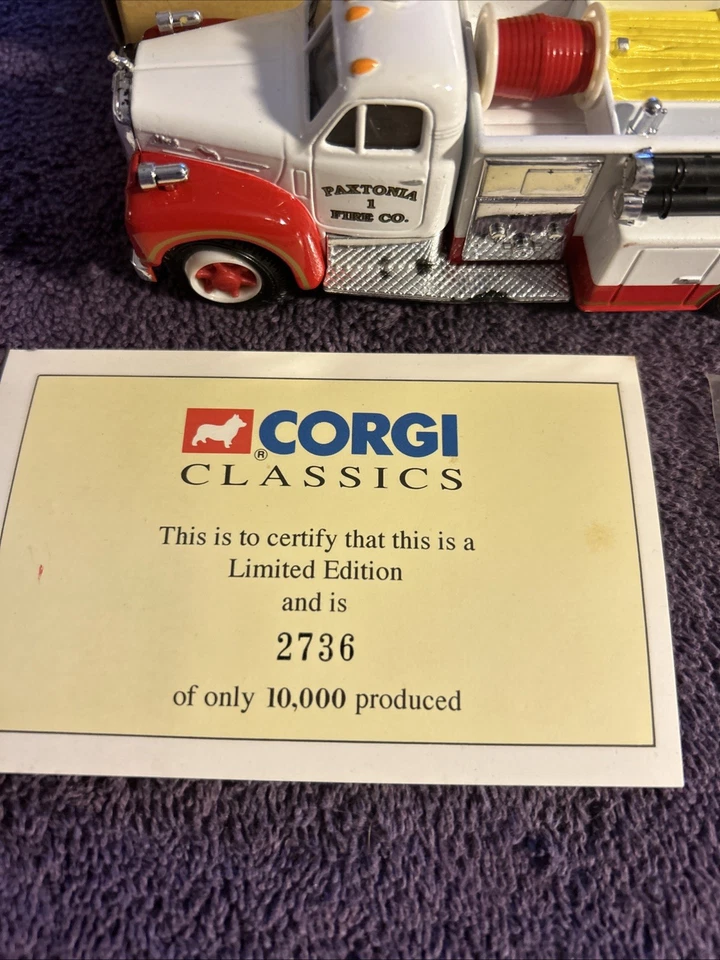 PAXTONIA
1
FIRE CO.
® CORGI
CLASSICS
This is to certify that this is a
Limited Edition
and is
2736
of only 10,000 produced